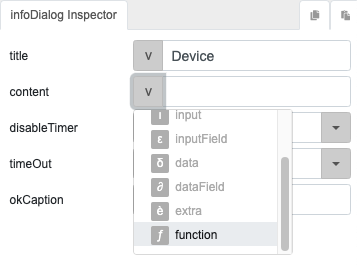 infoDialog Inspector
title
V
Device
content
V
input
disableTimer
ε inputField
timeOut
δ data
∂ dataField
okCaption
è extra
ƒ function